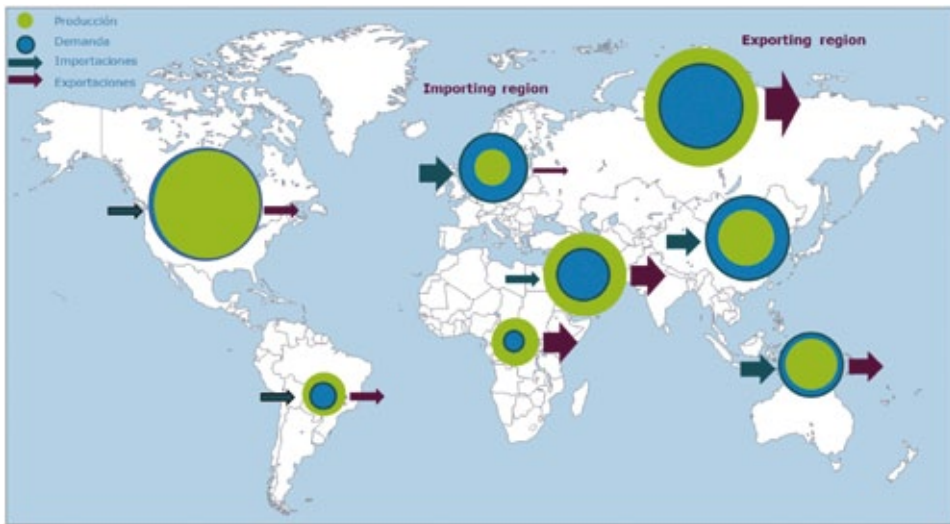 Producción
Demanda
Importaciones
Exportaciones
Importing region
Exporting region